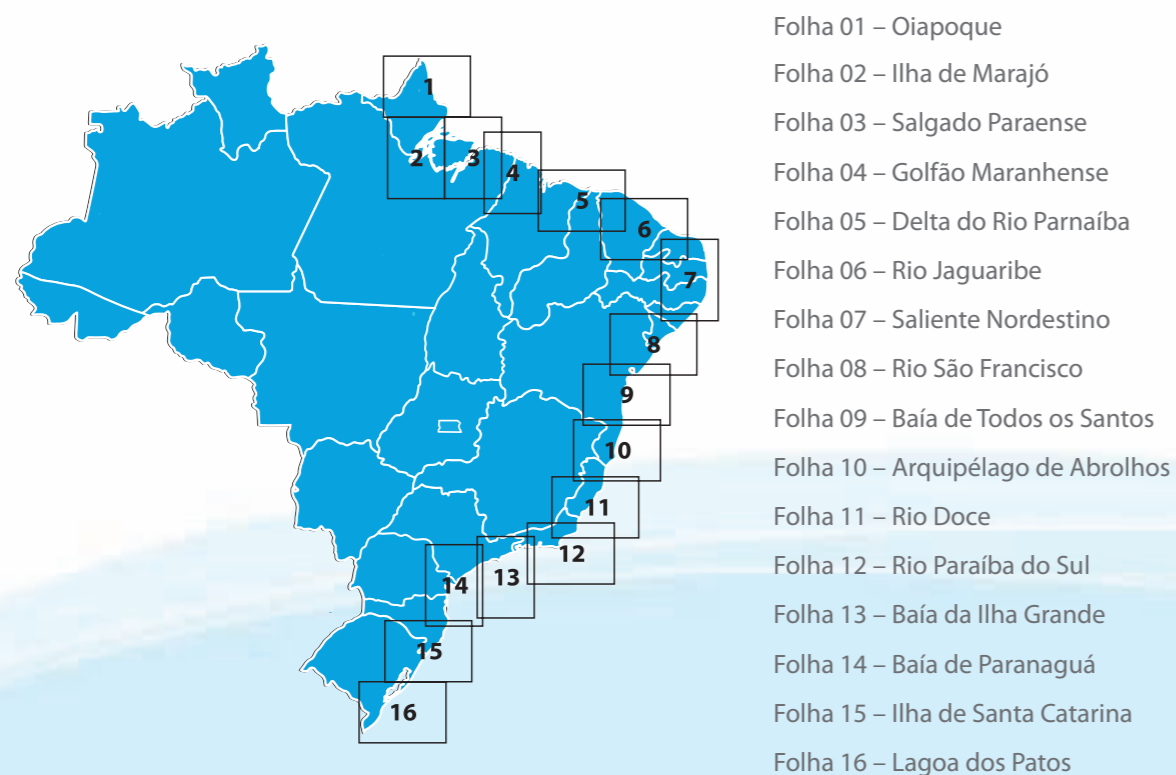 Folha 01 – Oiapoque
Folha 02 – Ilha de Marajó
Folha 03 – Salgado Paraense
Folha 04 – Golfão Maranhense
Folha 05 – Delta do Rio Parnaíba
Folha 06 – Rio Jaguaribe
Folha 07 – Saliente Nordestino
Folha 08 – Rio São Francisco
Folha 09 – Baía de Todos os Santos
Folha 10 – Arquipélago de Abrolhos
Folha 11 – Rio Doce
Folha 12 – Rio Paraíba do Sul
Folha 13 – Baía da Ilha Grande
Folha 14 – Baía de Paranaguá
Folha 15 – Ilha de Santa Catarina
Folha 16 – Lagoa dos Patos
1
2
3
4
5
6
7
8
9
10
11
12
13
14
15
16